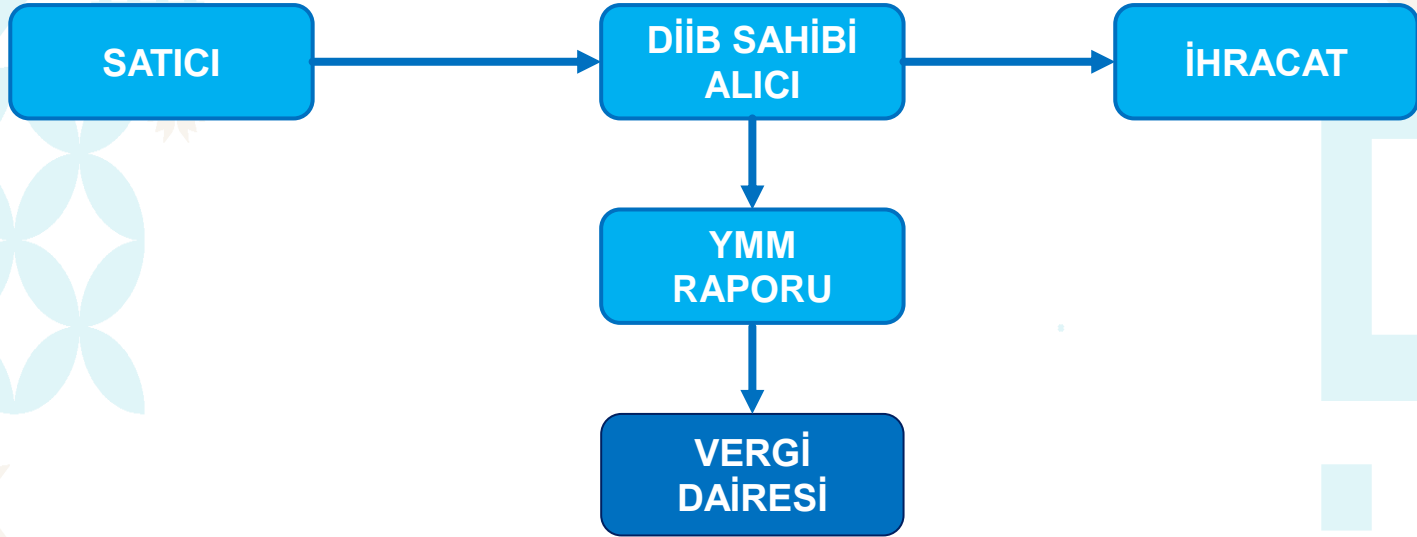 SATICI
DİİB SAHİBİ
ALICI
İHRACAT
YMM
RAPORU
VERGİ
DAİRESİ